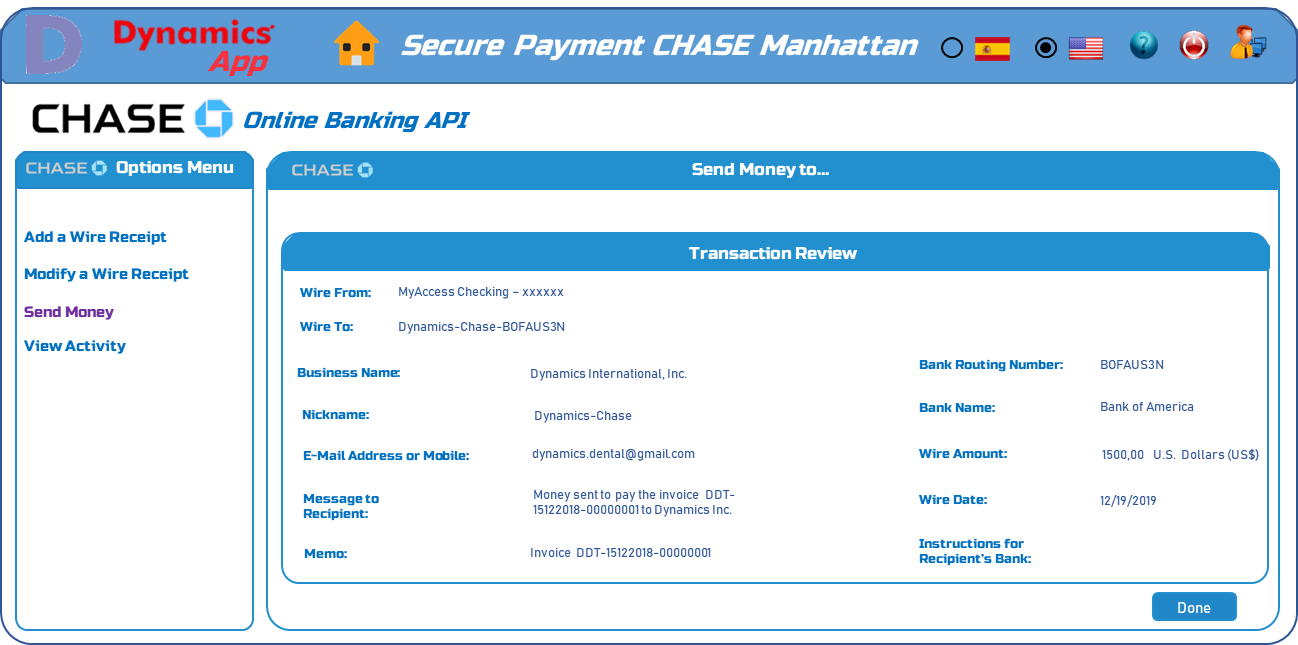 D Dynamics App Secure Payment CHASE Manhattan ?
CHASE Online Banking API
CHASE Options Menu
CHASE Send Money to...
Add a Wire Receipt
Modify a Wire Receipt
Send Money
View Activity
Transaction Review
Wire From: MyAccess Checking – xxxxxx
Wire To: Dynamics-Chase-BOFAUS3N
Business Name: Dynamics International, Inc.
Bank Routing Number: BOFAUS3N
Nickname: Dynamics-Chase
Bank Name: Bank of America
E-Mail Address or Mobile: dynamics.dental@gmail.com
Wire Amount: 1500,00 U.S. Dollars (US$)
Message to
Recipient:
Money sent to pay the invoice DDT-
15122018-00000001 to Dynamics Inc.
Wire Date: 12/19/2019
Memo: Invoice DDT-15122018-00000001
Instructions for
Recipient's Bank:
Done